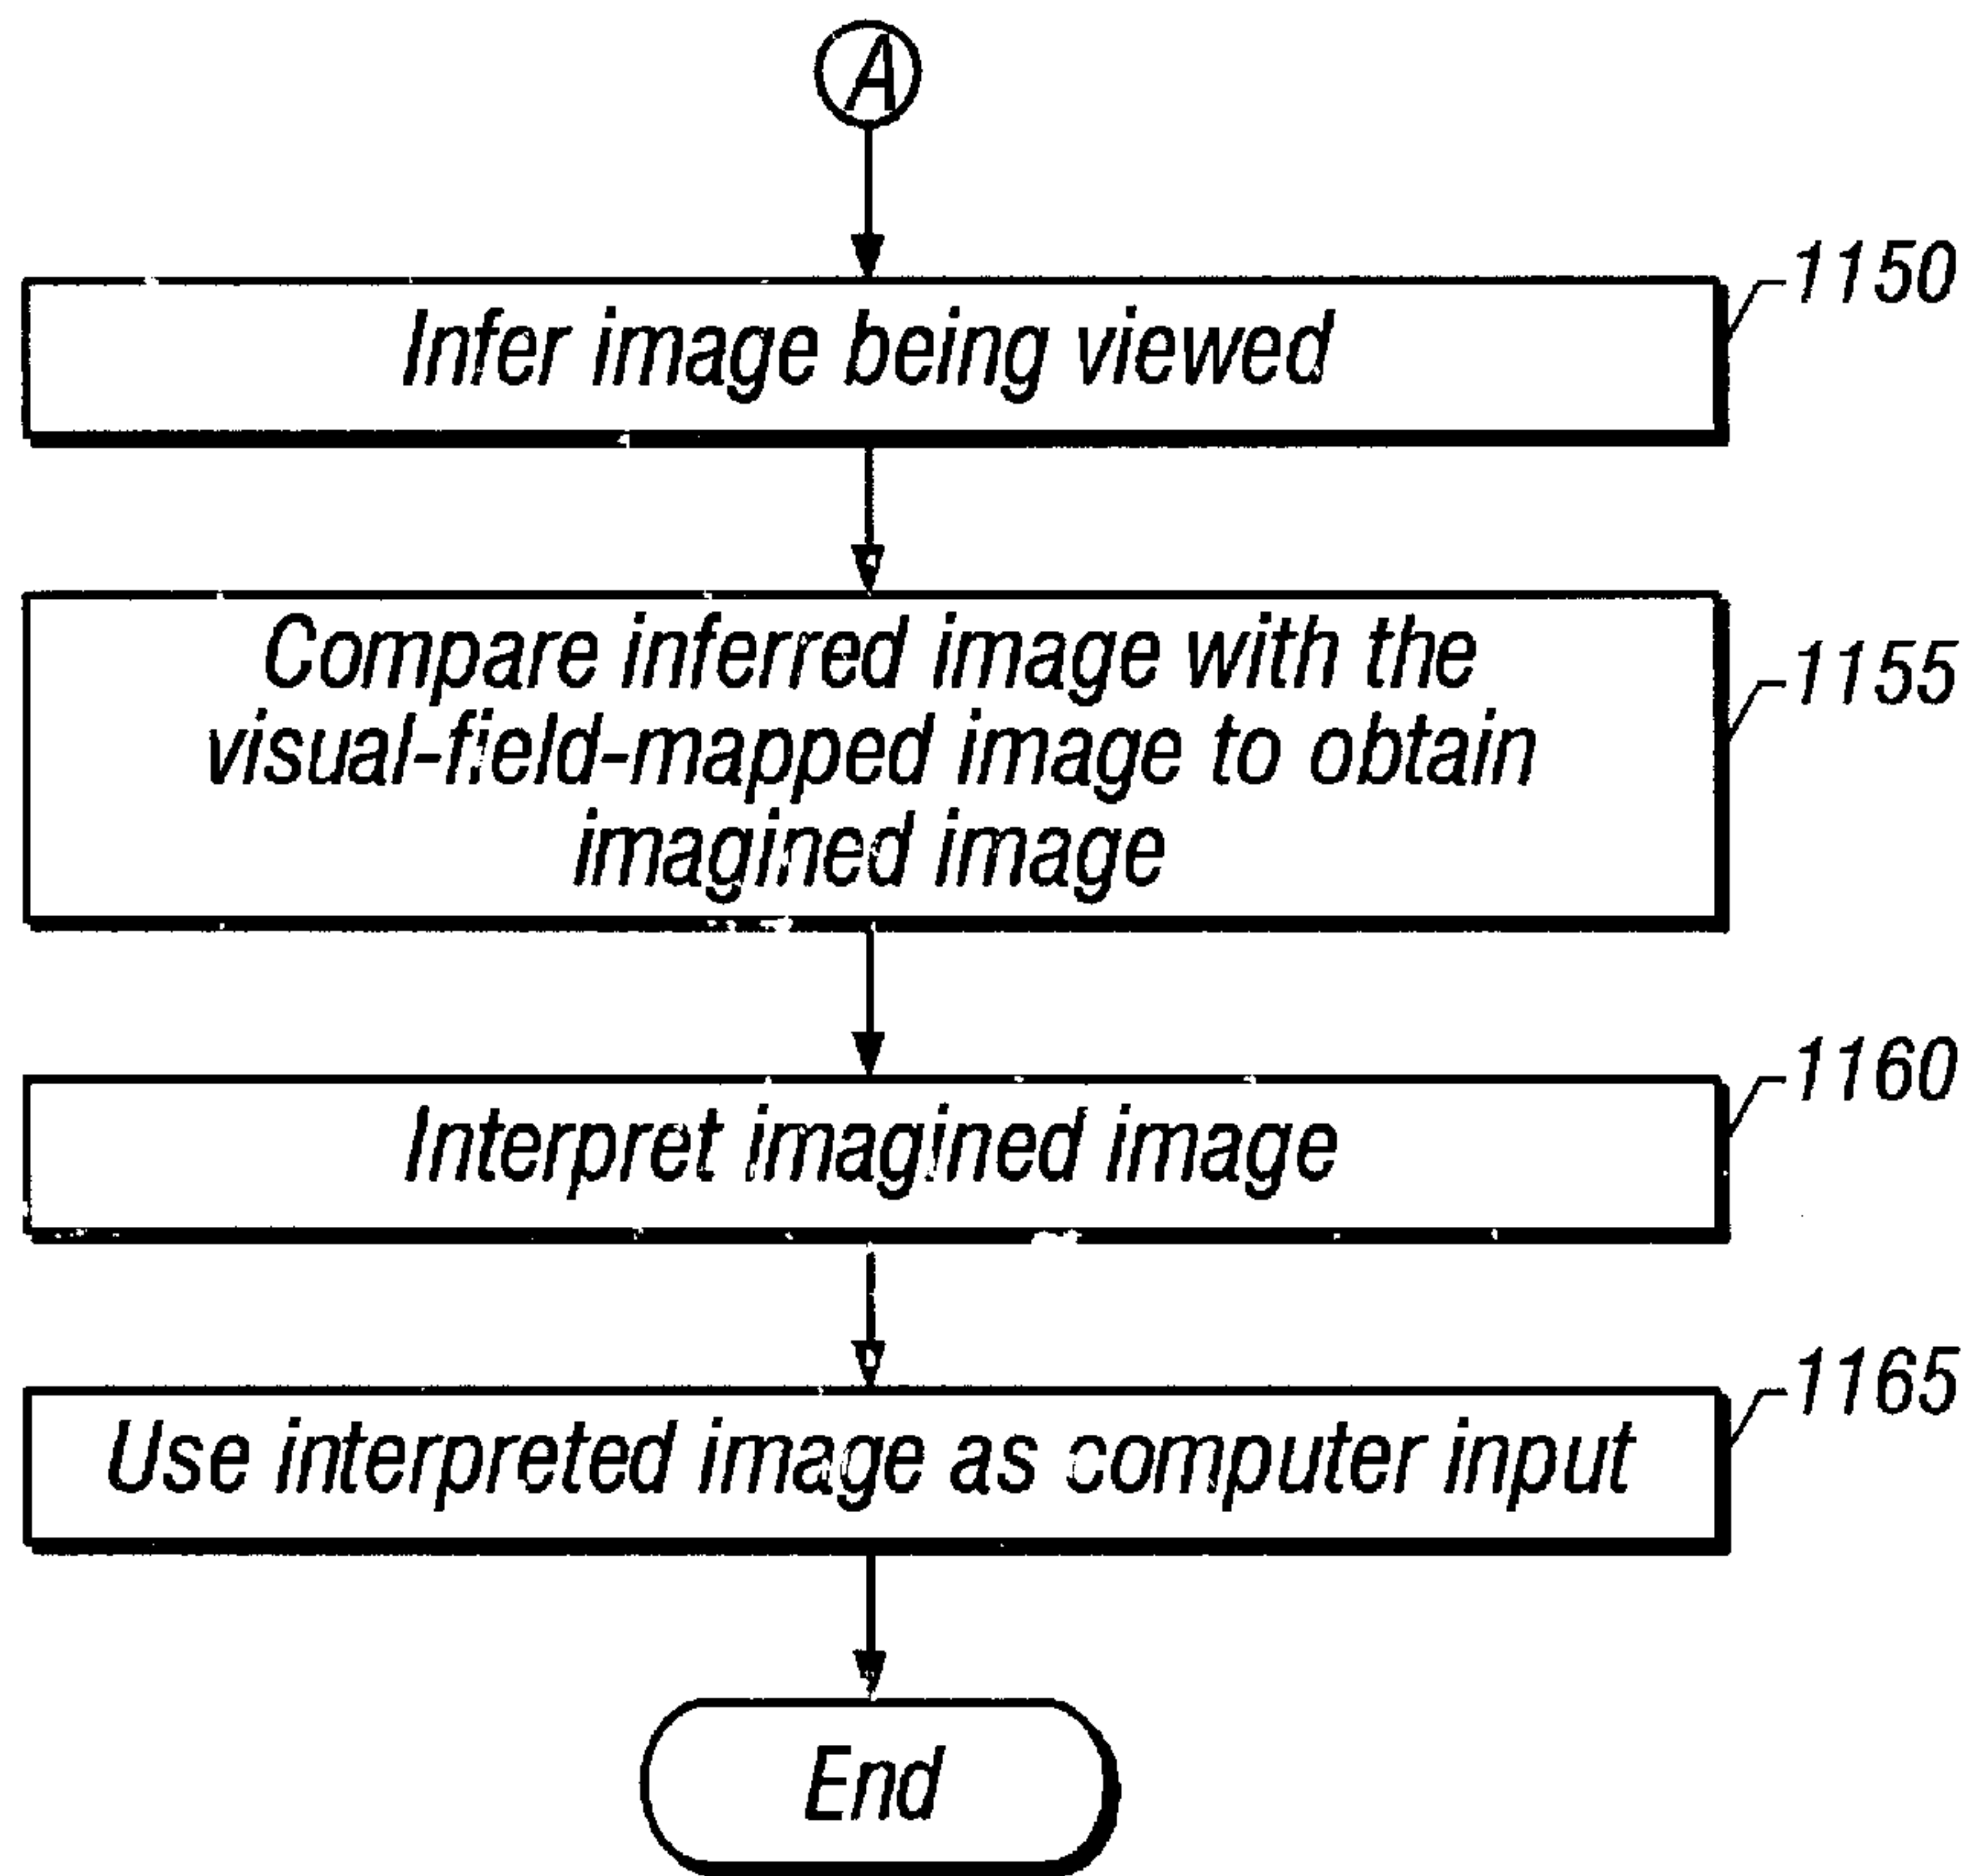 A
1150
Infer image being viewed
1155
Compare inferred image with the
visual-field-mapped image to obtain
imagined image
1160
Interpret imagined image
1165
Use interpreted image as computer input
End